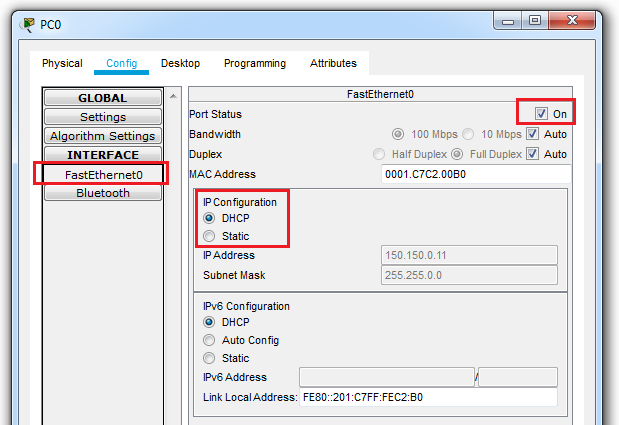 PC0
Physical Config Desktop Programming Attributes
GLOBAL
Settings
Algorithm Settings
INTERFACE
FastEthernet0
Bluetooth
FastEthernet0
Port Status On
Bandwidth 100 Mbps 10 Mbps Auto
Duplex Half Duplex Full Duplex Auto
MAC Address 0001.C7C2.00B0
IP Configuration
DHCP
Static
IP Address 150.150.0.11
Subnet Mask 255.255.0.0
IPv6 Configuration
DHCP
Auto Config
Static
IPv6 Address /
Link Local Address: FE80::201:C7FF:FEC2:B0